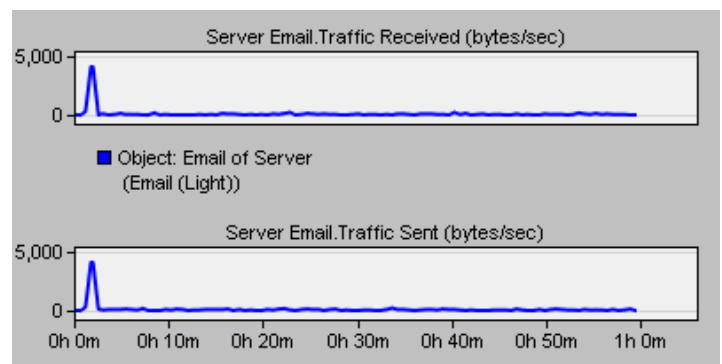 Server Email.Traffic Received (bytes/sec)
5,000
0
Object: Email of Server
(Email (Light))
Server Email.Traffic Sent (bytes/sec)
5,000
0
0h 0m 0h 10m 0h 20m 0h 30m 0h 40m 0h 50m 1h 0m